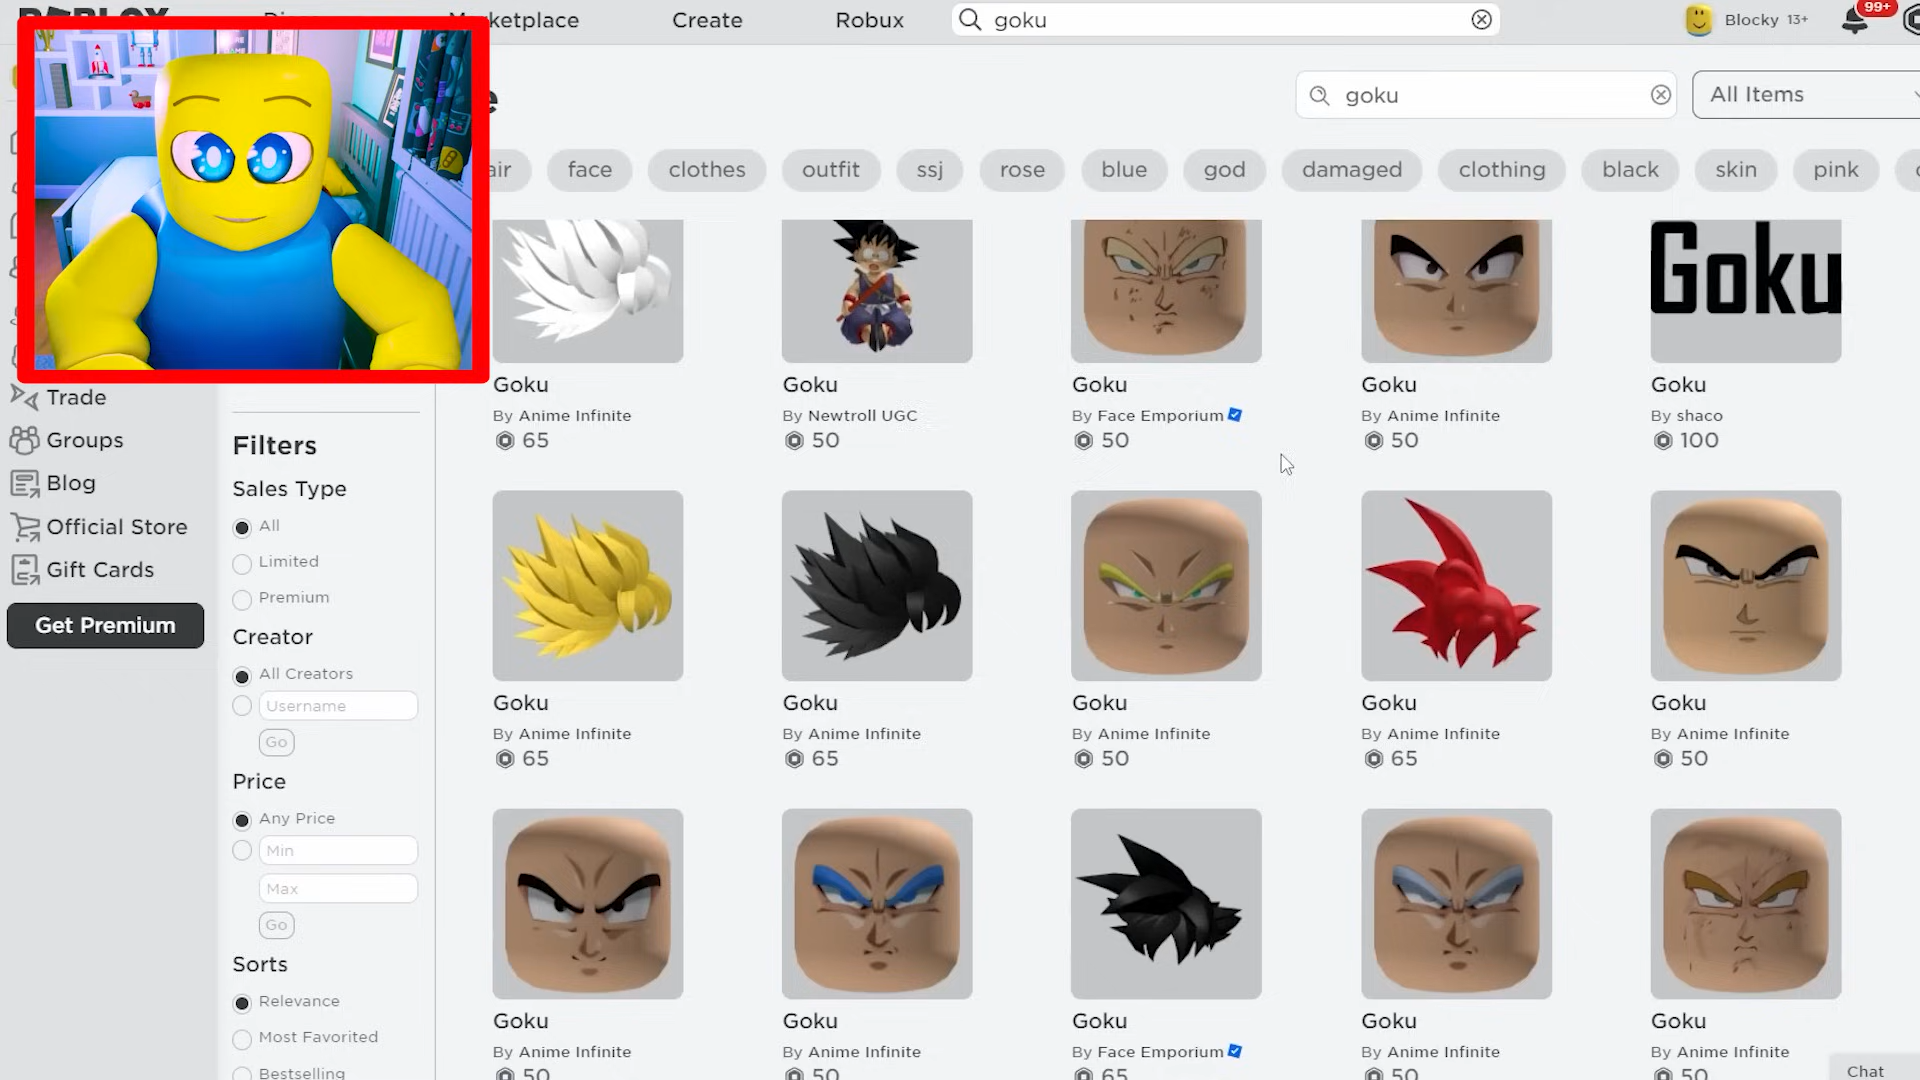 Create
Robux
goku
Blocky 13+
99+
goku
All Items
face
clothes
outfit
ssj
rose
blue
god
damaged
clothing
black
skin
pink
Goku
Goku
By Anime Infinite
65
Goku
By Newtroll UGC
50
Goku
By Face Emporium
50
Goku
By Anime Infinite
50
Goku
By shaco
100
Trade
Groups
Blog
Official Store
Gift Cards
Get Premium
Filters
Sales Type
All
Limited
Premium
Creator
All Creators
Username
Go
Price
Any Price
Min
Max
Go
Sorts
Relevance
Most Favorited
Bestselling
Goku
By Anime Infinite
65
Goku
By Anime Infinite
65
Goku
By Anime Infinite
50
Goku
By Anime Infinite
65
Goku
By Anime Infinite
50
Goku
By Anime Infinite
50
Goku
By Anime Infinite
50
Goku
By Face Emporium
65
Goku
By Anime Infinite
50
Goku
By Anime Infinite
50
Chat